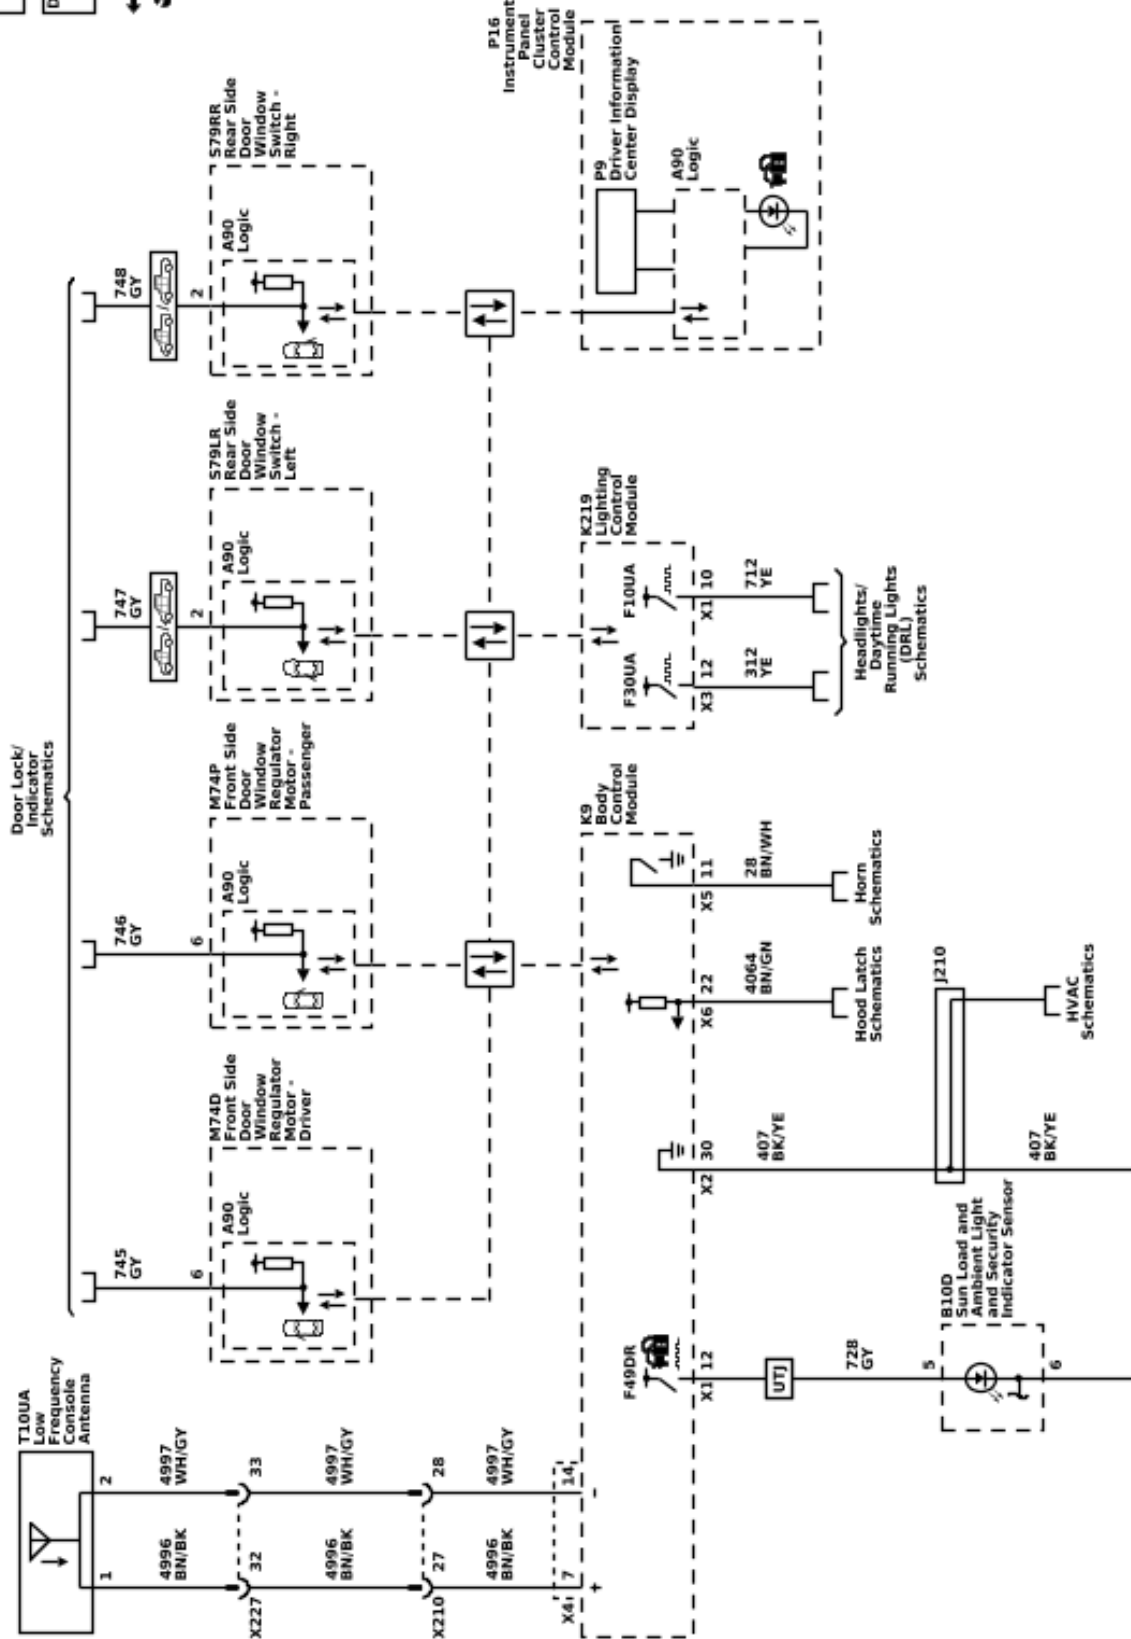 P16
Instrument
Panel
Cluster
Control
Module
P9
Driver Information
Center Display
A90
Logic
S79RR
Rear Side
Door
Window
Switch -
Right
A90
Logic
748
GY
2
S79LR
Rear Side
Door
Window
Switch -
Left
A90
Logic
747
GY
2
K219
Lighting
Control
Module
F30UA
F10UA
X3 12
X1 10
312
YE
712
YE
Headlights/
Daytime
Running Lights
(DRL)
Schematics
Door Lock/
Indicator
Schematics
M74P
Front Side
Door
Window
Regulator
Motor -
Passenger
A90
Logic
746
GY
6
M74D
Front Side
Door
Window
Regulator
Motor -
Driver
A90
Logic
745
GY
6
K9
Body
Control
Module
X5 11
28
BN/WH
Horn
Schematics
X6 22
4064
BN/GN
Hood Latch
Schematics
J210
HVAC
Schematics
X2 30
407
BK/YE
407
BK/YE
F49DR
X1 12
UTJ
728
GY
5
6
B10D
Sun Load and
Ambient Light
and Security
Indicator Sensor
T10UA
Low
Frequency
Console
Antenna
1
2
4996
BN/BK
4997
WH/GY
X227
32
33
4996
BN/BK
4997
WH/GY
X210
27
28
4996
BN/BK
4997
WH/GY
X4
7
14
+
-